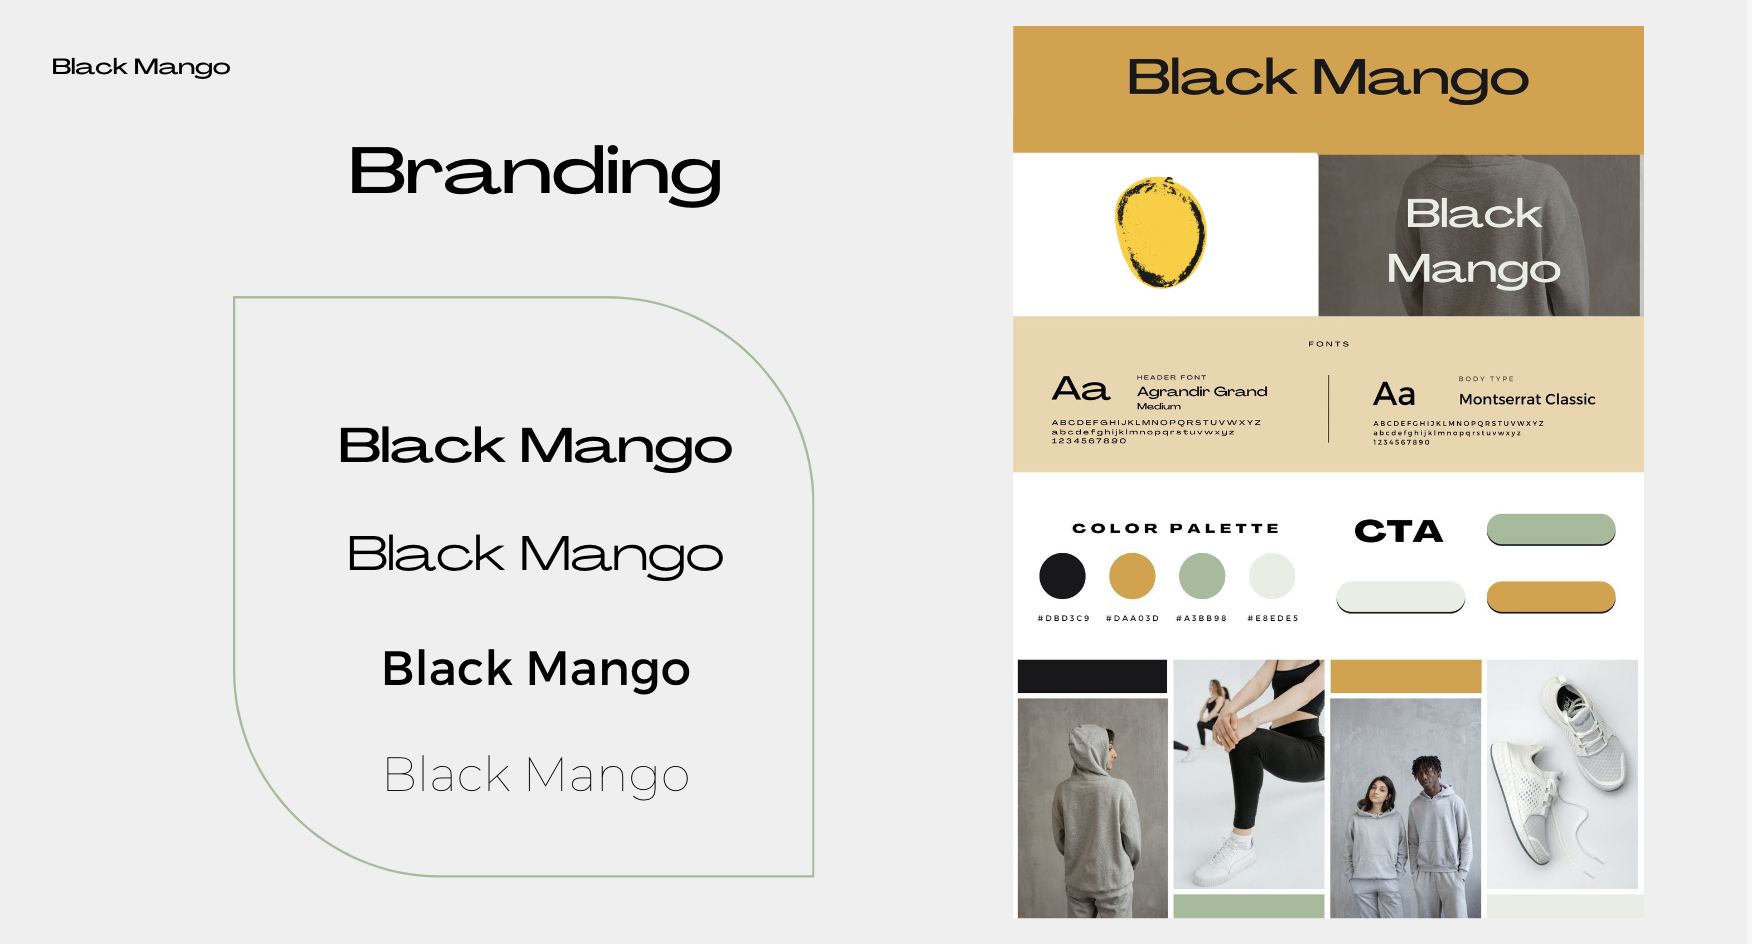 Black Mango
Branding
Black Mango
Black Mango
Black Mango
Black Mango
Black Mango
Black
Mango
FONTS
Aa
HEADER FONT
Agrandir Grand
Medium
ABCDEFGHIJKLMNOPQRSTUVWXYZ
abcdefghijklmnopqrstuvwxyz
1234567890
Aa
BODY TYPE
Montserrat Classic
ABCDEFGHIJKLMNOPQRSTUVWXYZ
abcdefghijklmnopqrstuvwxyz
1234567890
COLOR PALETTE
#DBD3C9 #DAA03D #A3BB98 #E8EDE5
CTA